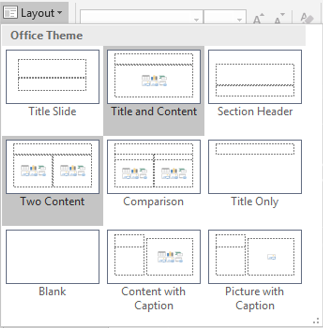 Layout
Office Theme
Title Slide
Title and Content
Section Header
Two Content
Comparison
Title Only
Blank
Content with
Caption
Picture with
Caption